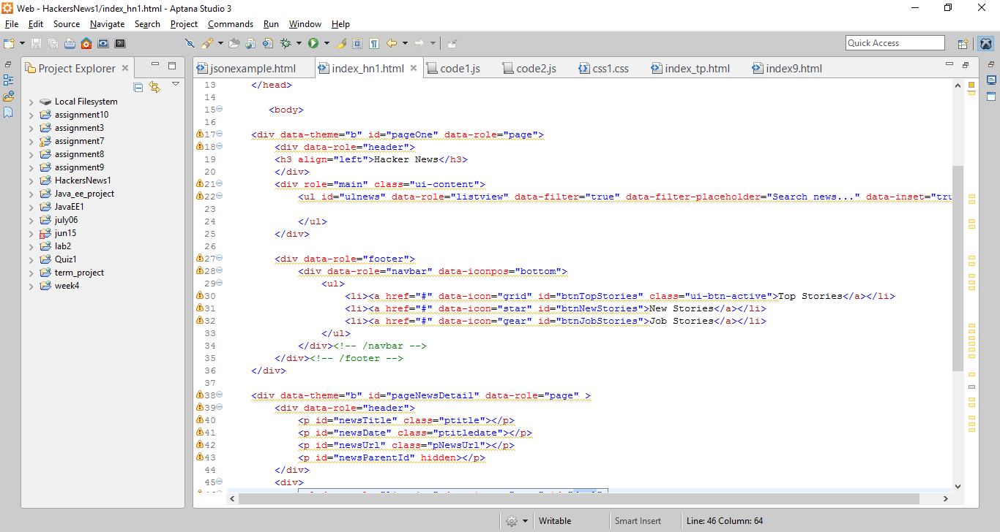 Web - HackersNews1/index_hn1.html - Aptana Studio 3
File Edit Source Navigate Search Project Commands Run Window Help
Quick Access
Project Explorer
jsonexample.html index_hn1.html code1.js code2.js css1.css index_tp.html index9.html
Local Filesystem
assignment10
assignment3
assignment7
assignment8
assignment9
HackersNews1
Java_ee_project
JavaEE1
july06
jun15
lab2
Quiz1
term_project
week4
13 </head>
14
15 <body>
16
17 <div data-theme="b" id="pageOne" data-role="page">
18 <div data-role="header">
19 <h3 align="left">Hacker News</h3>
20 </div>
21 <div role="main" class="ui-content">
22 <ul id="ulnews" data-role="listview" data-filter="true" data-filter-placeholder="Search news..." data-inset="tru
23
24 </ul>
25 </div>
26
27 <div data-role="footer">
28 <div data-role="navbar" data-iconpos="bottom">
29 <ul>
30 <li><a href="#" data-icon="grid" id="btnTopStories" class="ui-btn-active">Top Stories</a></li>
31 <li><a href="#" data-icon="star" id="btnNewStories">New Stories</a></li>
32 <li><a href="#" data-icon="gear" id="btnJobStories">Job Stories</a></li>
33 </ul>
34 </div><!-- /navbar -->
35 </div><!-- /footer -->
36 </div>
37
38 <div data-theme="b" id="pageNewsDetail" data-role="page" >
39 <div data-role="header">
40 <p id="newsTitle" class="ptitle"></p>
41 <p id="newsDate" class="ptitledate"></p>
42 <p id="newsUrl" class="pNewsUrl"></p>
43 <p id="newsParentId" hidden></p>
44 </div>
45 <div>
Writable Smart Insert Line: 46 Column: 64